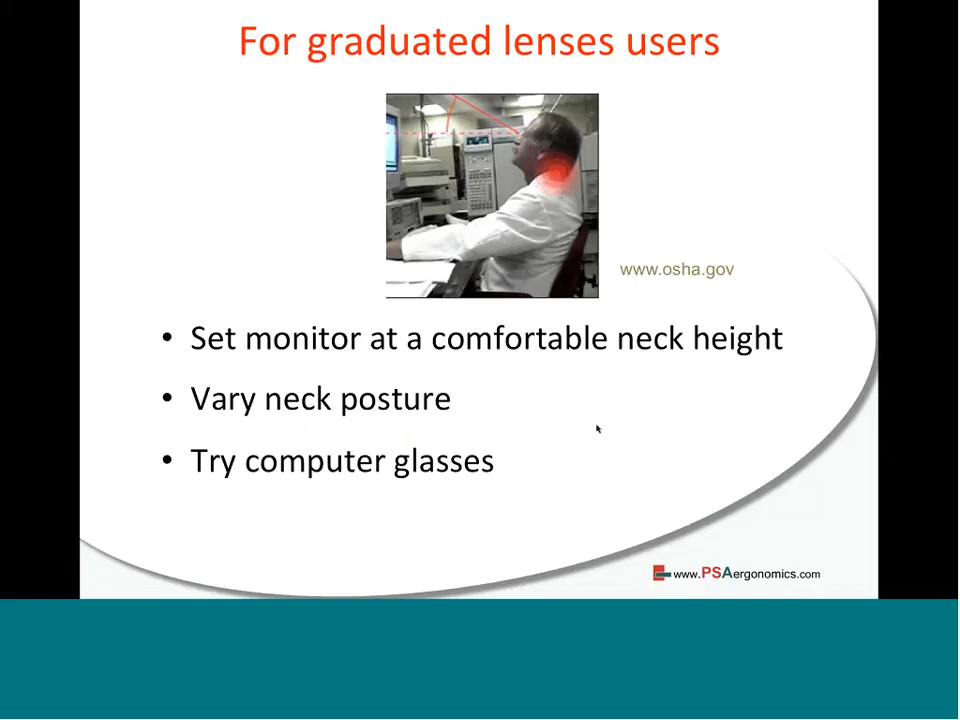 For graduated lenses users
www.osha.gov
• Set monitor at a comfortable neck height
• Vary neck posture
• Try computer glasses
www.PSAergonomics.com